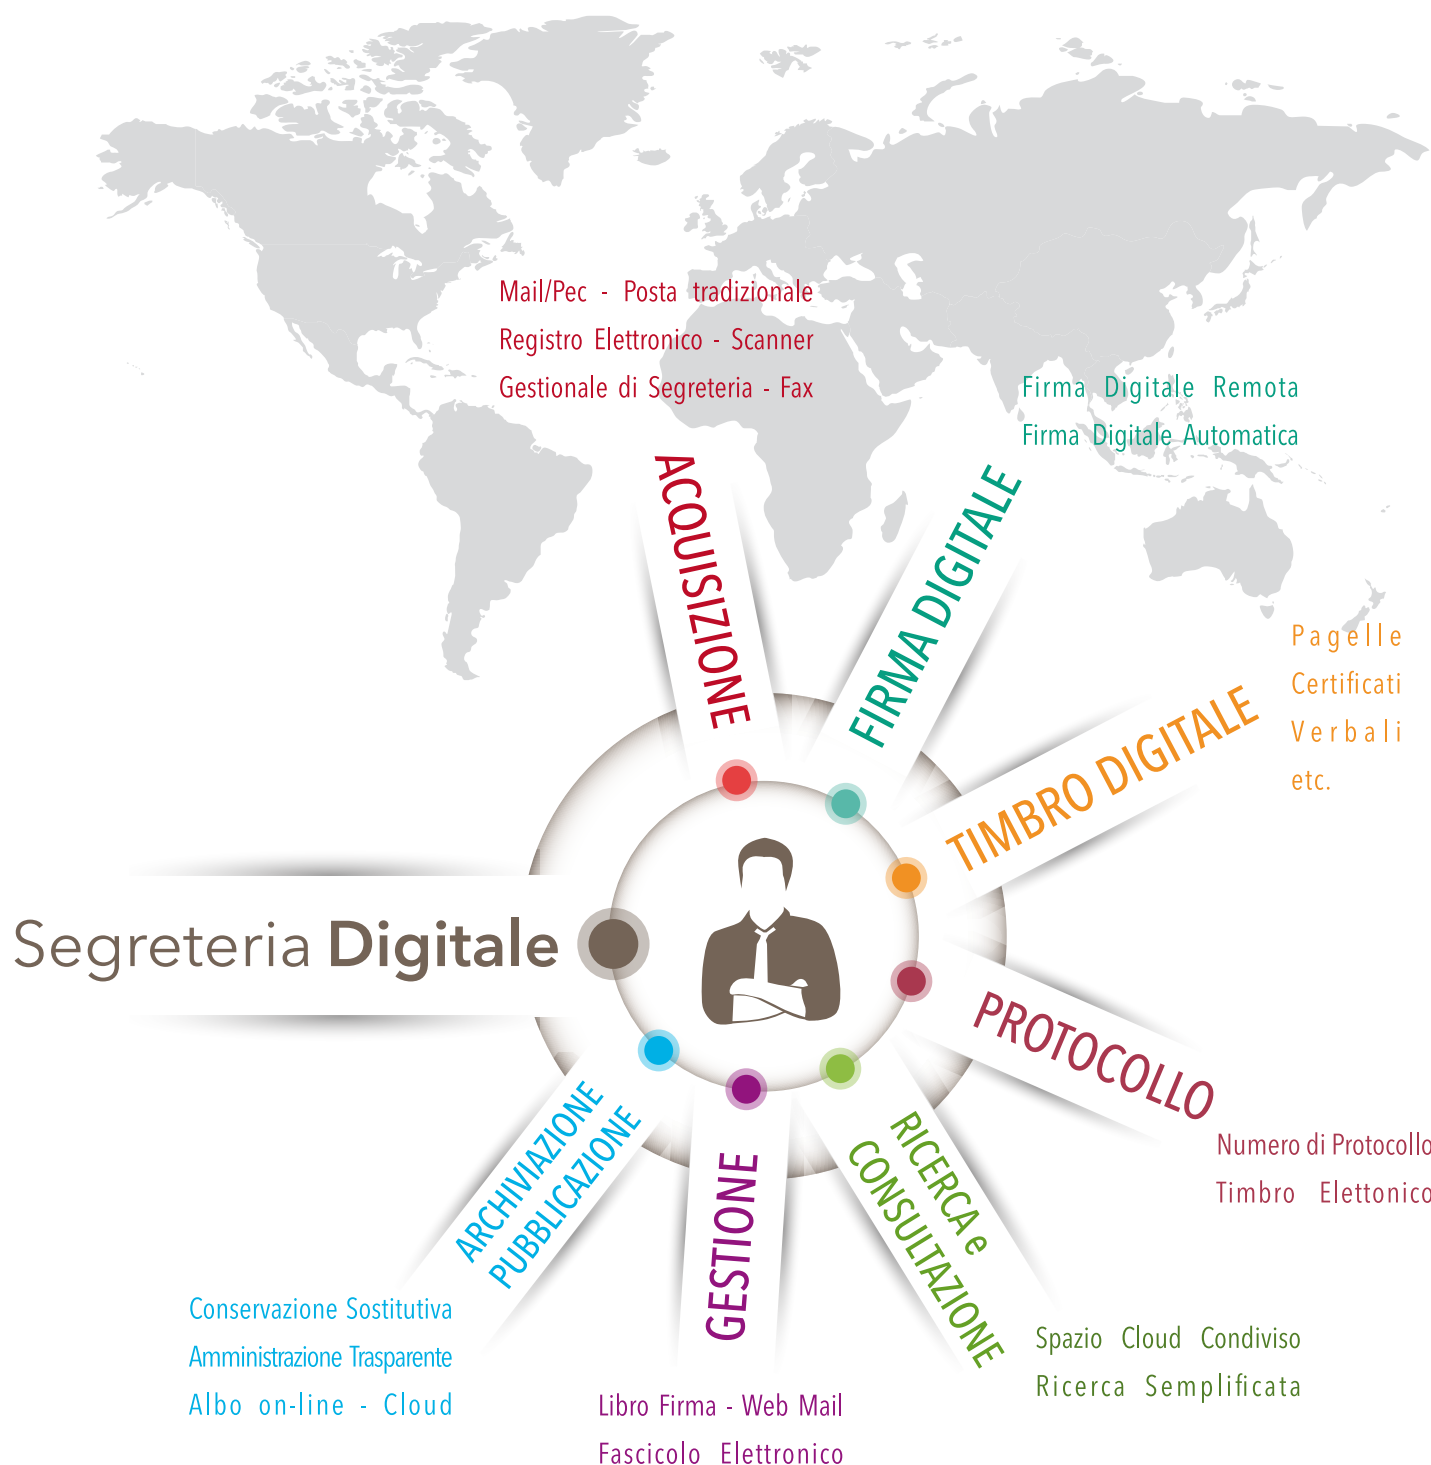 Mail/Pec - Posta tradizionale
Registro Elettronico - Scanner
Gestionale di Segreteria - Fax
ACQUISIZIONE
Firma Digitale Remota
Firma Digitale Automatica
FIRMA DIGITALE
Pagelle
Certificati
Verbali
etc.
TIMBRO DIGITALE
Segreteria Digitale
PROTOCOLLO
Numero di Protocollo
Timbro Elettonico
RICERCA e
CONSULTAZIONE
Spazio Cloud Condiviso
Ricerca Semplificata
GESTIONE
Libro Firma - Web Mail
Fascicolo Elettronico
ARCHIVIAZIONE
PUBBLICAZIONE
Conservazione Sostitutiva
Amministrazione Trasparente
Albo on-line - Cloud